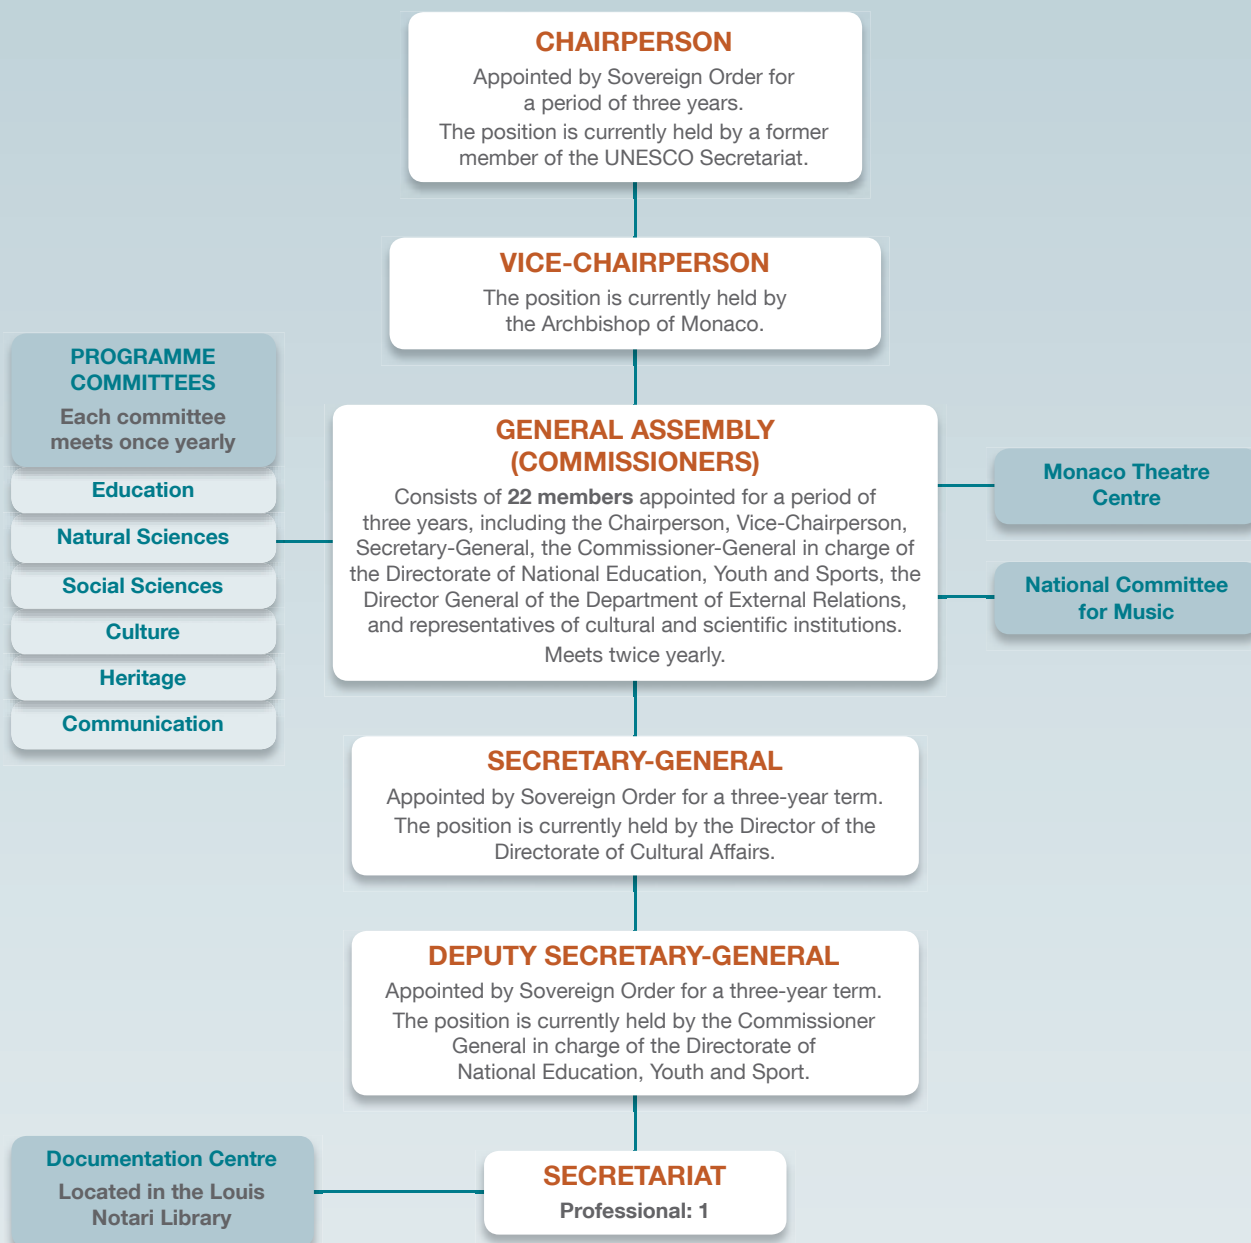 CHAIRPERSON
Appointed by Sovereign Order for
a period of three years.
The position is currently held by a former
member of the UNESCO Secretariat.
VICE-CHAIRPERSON
The position is currently held by
the Archbishop of Monaco.
PROGRAMME
COMMITTEES
Each committee
meets once yearly
Education
Natural Sciences
Social Sciences
Culture
Heritage
Communication
GENERAL ASSEMBLY
(COMMISSIONERS)
Consists of 22 members appointed for a period of
three years, including the Chairperson, Vice-Chairperson,
Secretary-General, the Commissioner-General in charge of
the Directorate of National Education, Youth and Sports, the
Director General of the Department of External Relations,
and representatives of cultural and scientific institutions.
Meets twice yearly.
Monaco Theatre
Centre
National Committee
for Music
SECRETARY-GENERAL
Appointed by Sovereign Order for a three-year term.
The position is currently held by the Director of the
Directorate of Cultural Affairs.
DEPUTY SECRETARY-GENERAL
Appointed by Sovereign Order for a three-year term.
The position is currently held by the Commissioner
General in charge of the Directorate of
National Education, Youth and Sport.
Documentation Centre
Located in the Louis
Notari Library
SECRETARIAT
Professional: 1